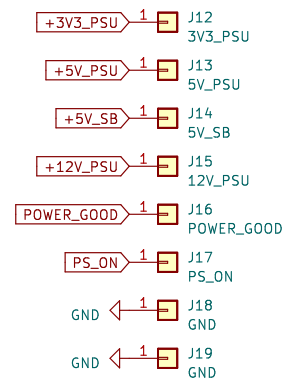 +3V3_PSU 1 J12
3V3_PSU
+5V_PSU 1 J13
5V_PSU
+5V_SB 1 J14
5V_SB
+12V_PSU 1 J15
12V_PSU
POWER_GOOD 1 J16
POWER_GOOD
PS_ON 1 J17
PS_ON
GND 1 J18
GND
GND 1 J19
GND